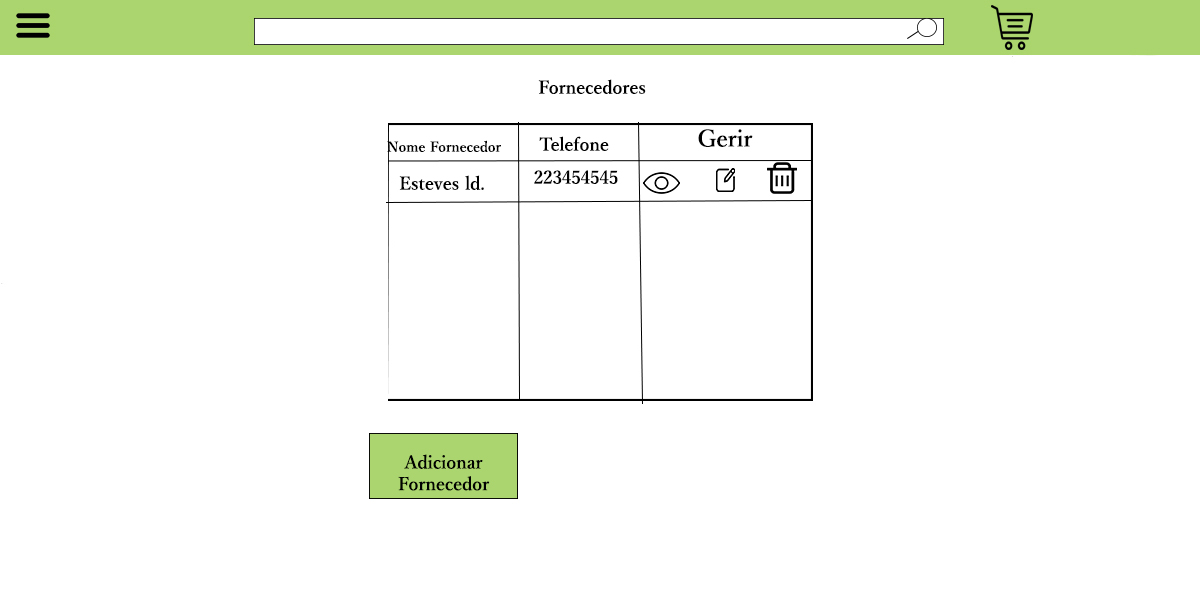 Fornecedores
Nome Fornecedor Telefone Gerir
Esteves ld. 223454545
Adicionar
Fornecedor